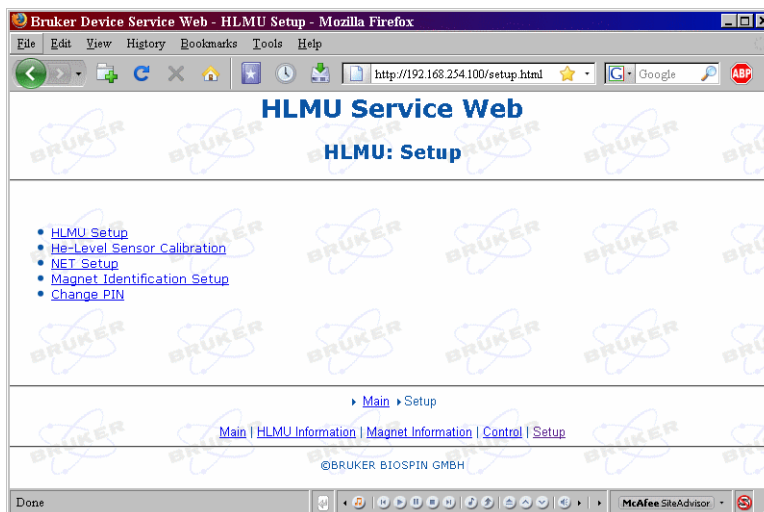 Bruker Device Service Web - HLMU Setup - Mozilla Firefox
File Edit View History Bookmarks Tools Help
http://192.168.254.100/setup.html
G Google
ABP
HLMU Service Web
HLMU: Setup
HLMU Setup
He-Level Sensor Calibration
NET Setup
Magnet Identification Setup
Change PIN
Main Setup
Main | HLMU Information | Magnet Information | Control | Setup
©BRUKER BIOSPIN GMBH
BRUKER
Done
McAfee SiteAdvisor